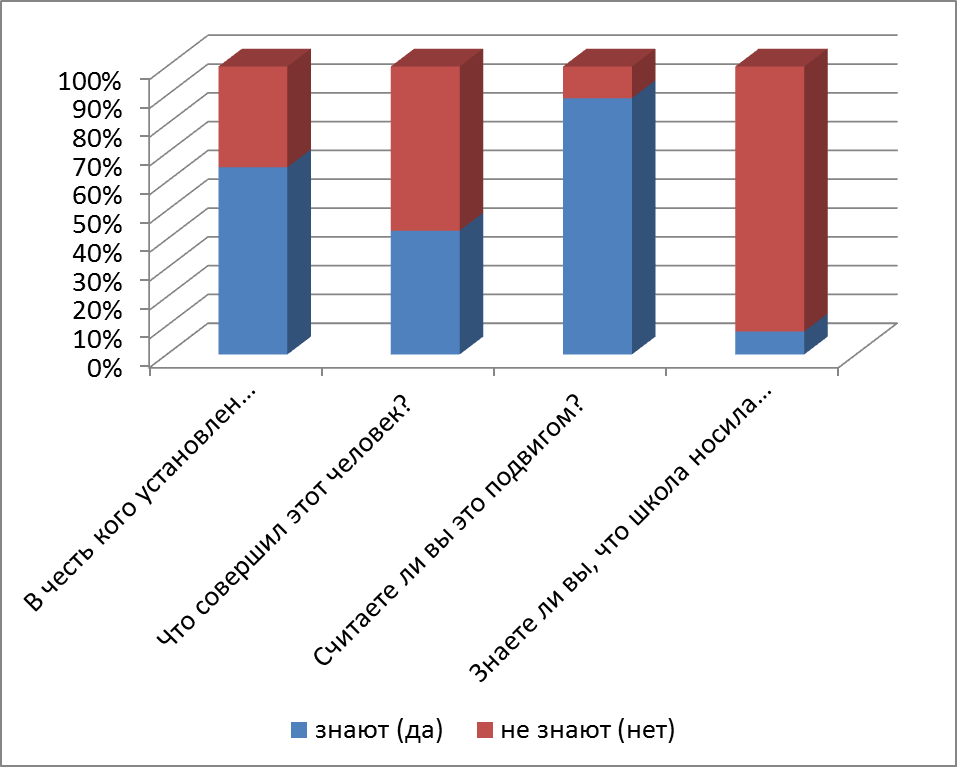 100%
90%
80%
70%
60%
50%
40%
30%
20%
10%
0%
В честь кого установлен...
Что совершил этот человек?
Считаете ли вы это подвигом?
Знаете ли вы, что школа носила...
знают (да)
не знают (нет)